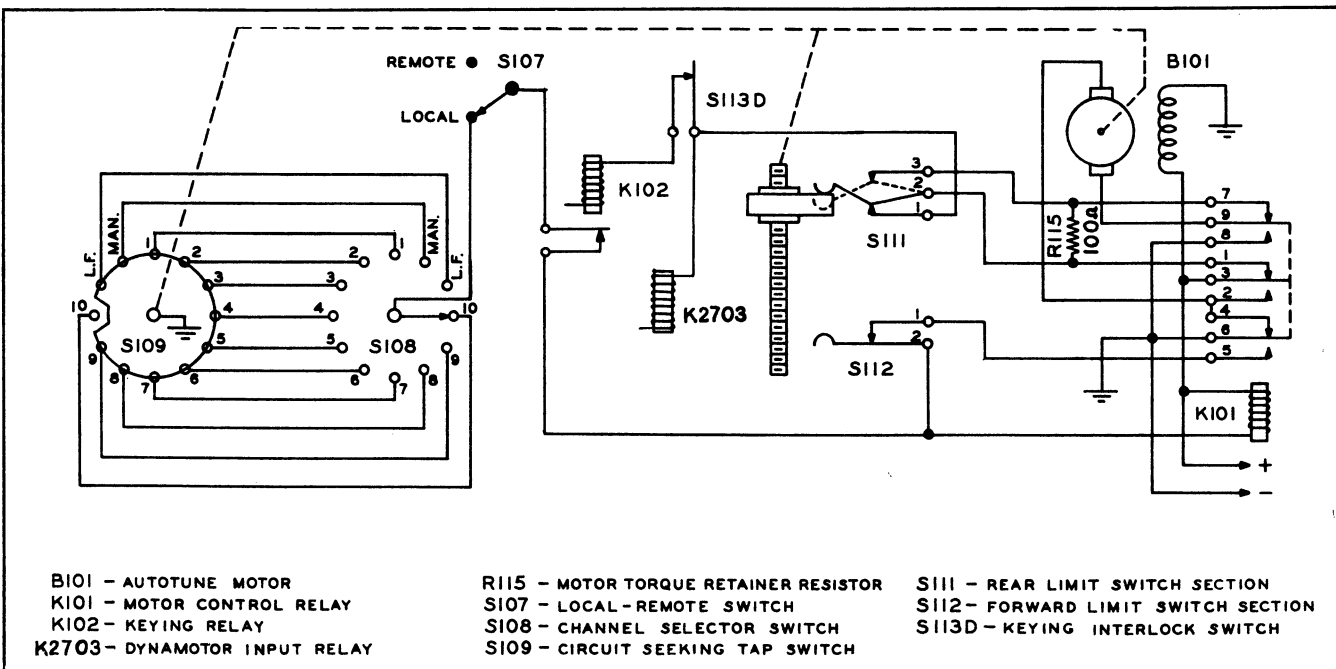 REMOTE S107
LOCAL
S113D
B101
K102
3
2
1
S111
R115
100Ω
7
9
8
1
3
2
4
6
5
K2703
1
2
S112
K101
+
-
L.F. MAN. 1 2 3 4 5 6 7 8 9 10
S109
1 2 3 4 5 6 7 8 9 10 L.F. MAN.
S108
B101 - AUTOTUNE MOTOR
K101 - MOTOR CONTROL RELAY
K102 - KEYING RELAY
K2703 - DYNAMOTOR INPUT RELAY
R115 - MOTOR TORQUE RETAINER RESISTOR
S107 - LOCAL-REMOTE SWITCH
S108 - CHANNEL SELECTOR SWITCH
S109 - CIRCUIT SEEKING TAP SWITCH
S111 - REAR LIMIT SWITCH SECTION
S112 - FORWARD LIMIT SWITCH SECTION
S113D - KEYING INTERLOCK SWITCH